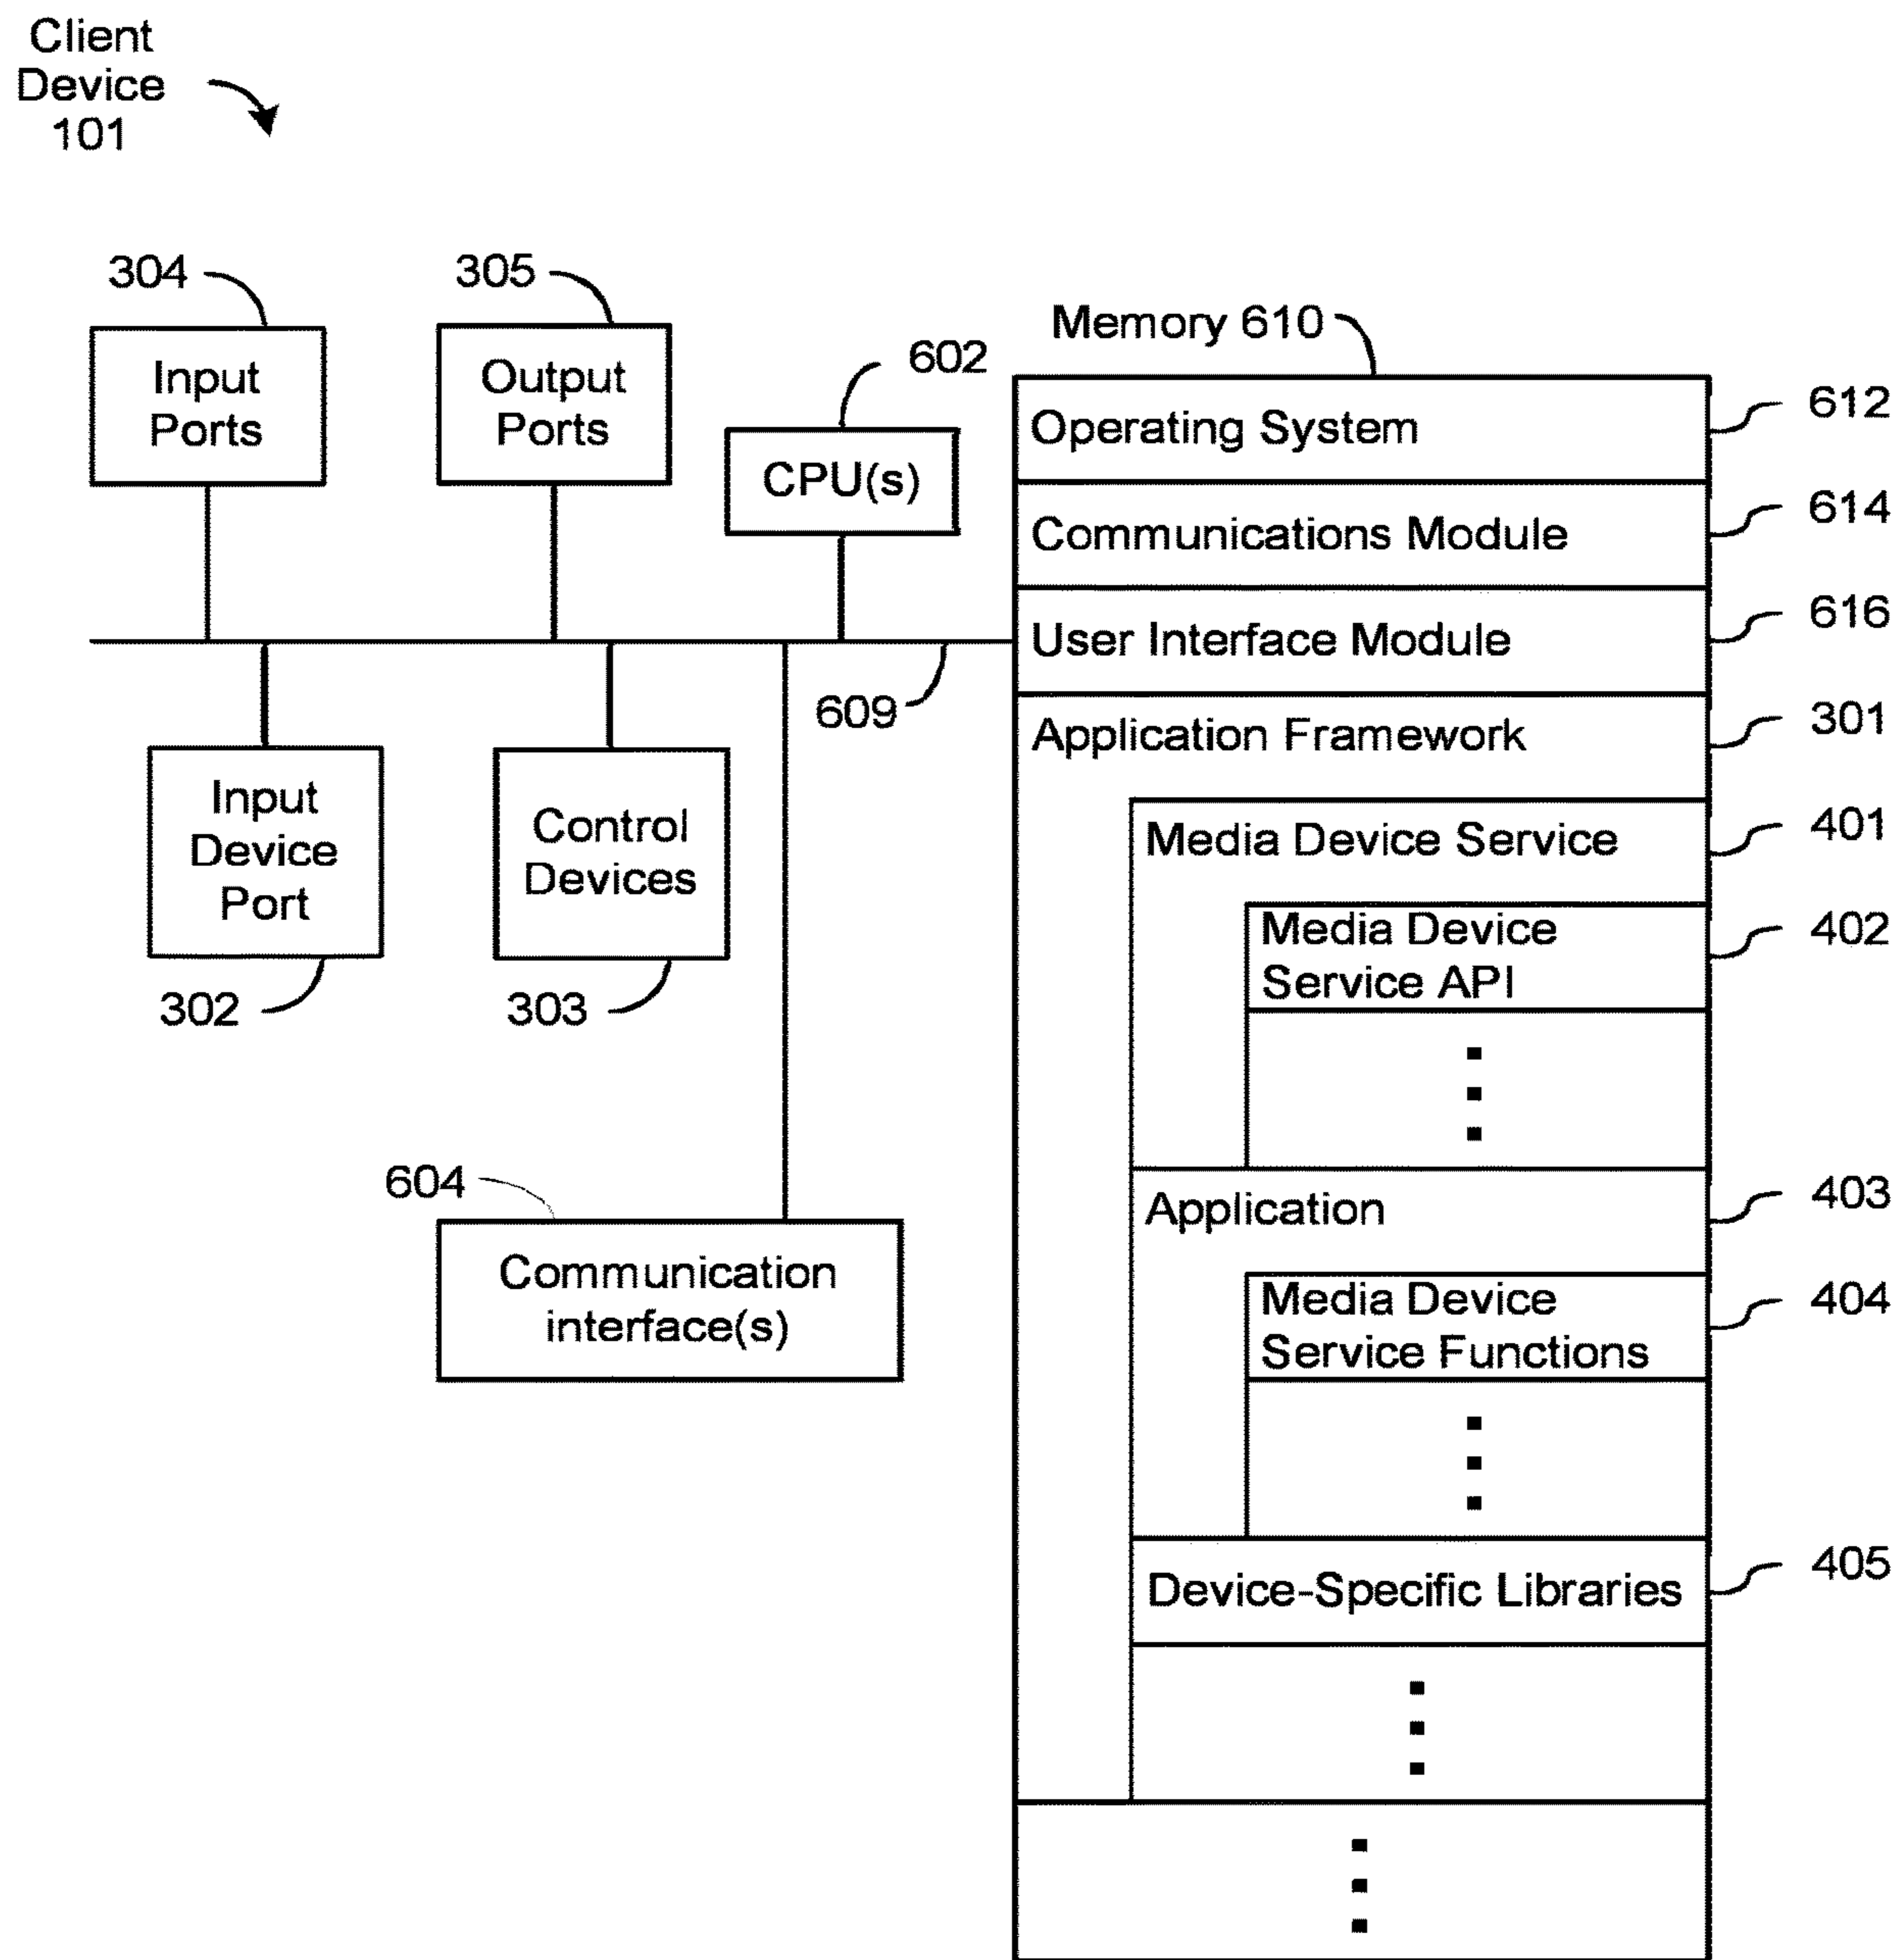 Client
Device
101
304
305
Memory 610
602
Input
Ports
Output
Ports
CPU(s)
Operating System
612
Communications Module
614
User Interface Module
616
609
Application Framework
301
Input
Device
Port
Control
Devices
302
303
Media Device Service
401
Media Device
Service API
402
604
Communication
interface(s)
Application
403
Media Device
Service Functions
404
Device-Specific Libraries
405